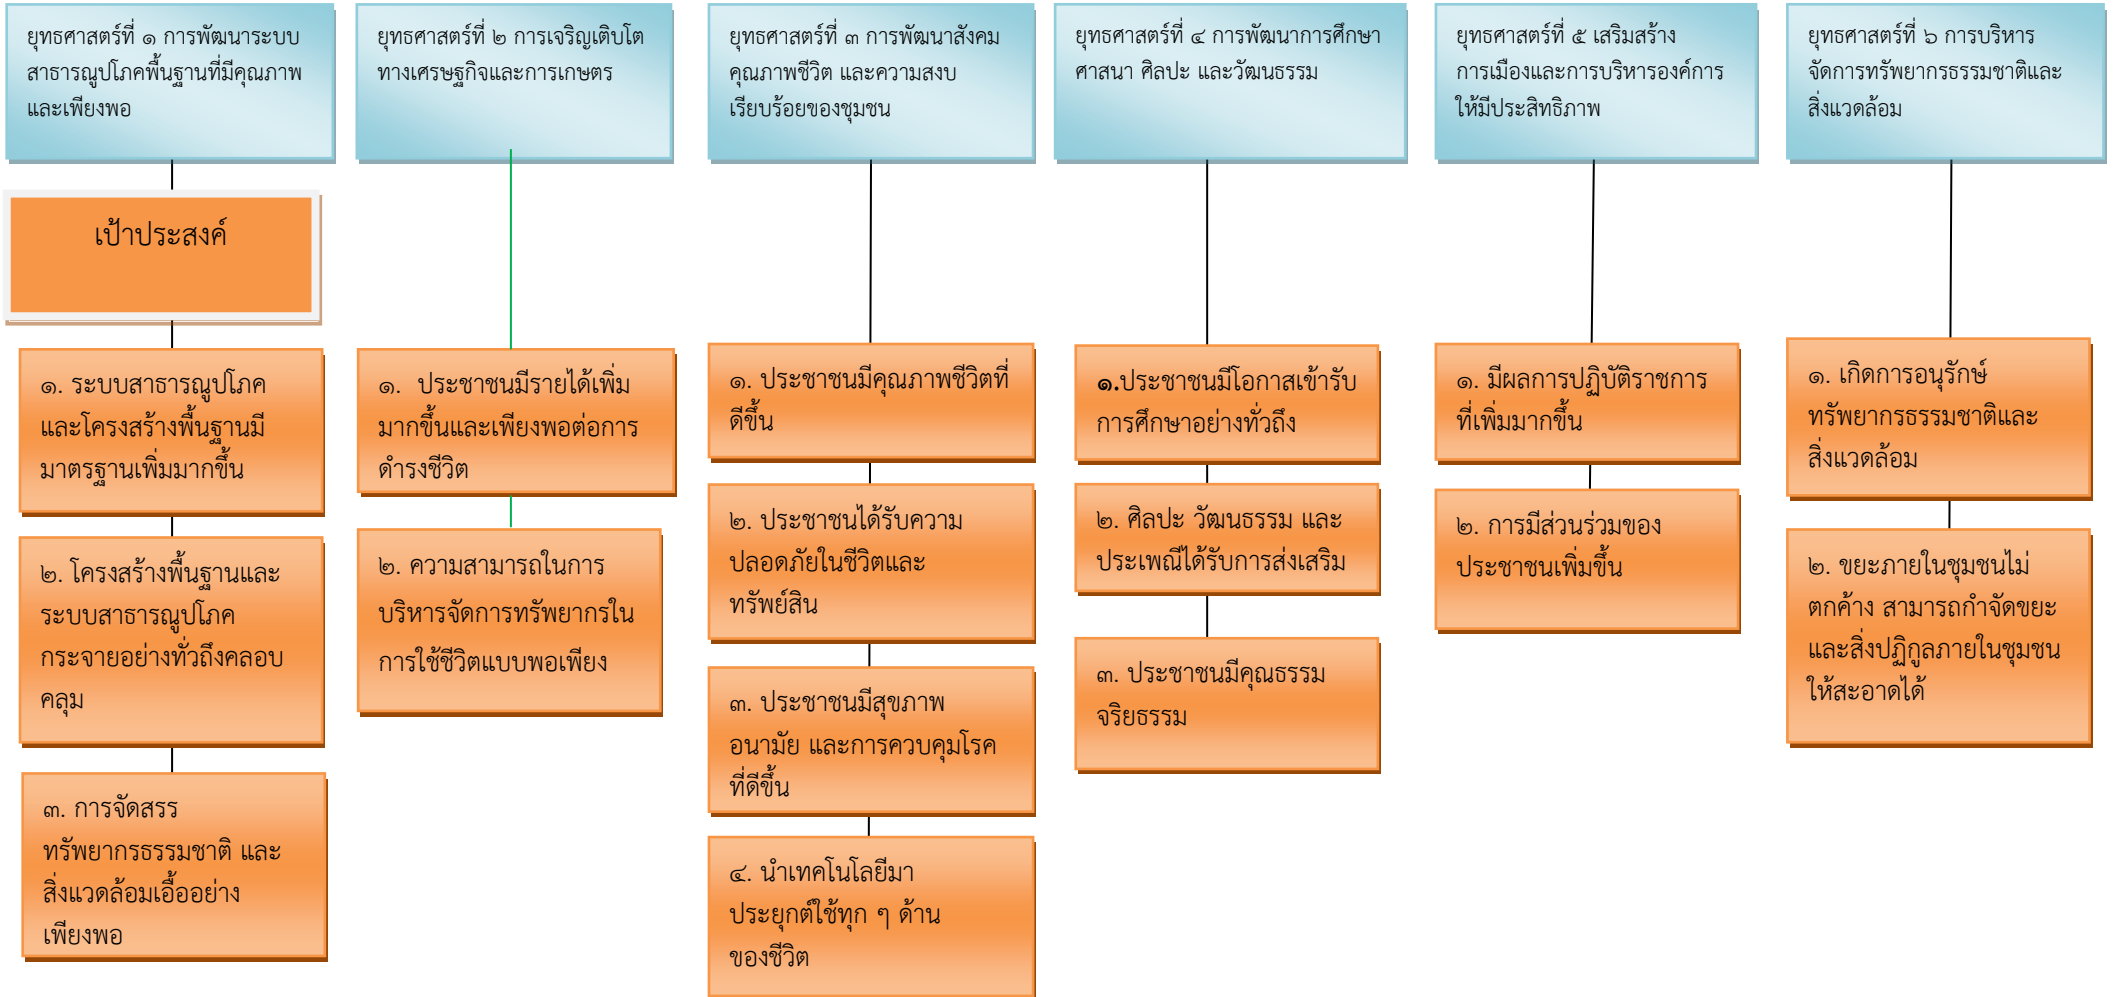 ยุทธศาสตร์ที่ ๑ การพัฒนาระบบ
สาธารณูปโภคพื้นฐานที่มีคุณภาพ
และเพียงพอ
เป้าประสงค์
๑. ระบบสาธารณูปโภค
และโครงสร้างพื้นฐานมี
มาตรฐานเพิ่มมากขึ้น
๒. โครงสร้างพื้นฐานและ
ระบบสาธารณูปโภค
กระจายอย่างทั่วถึงคลอบ
คลุม
๓. การจัดสรร
ทรัพยากรธรรมชาติ และ
สิ่งแวดล้อมเอื้ออย่าง
เพียงพอ
ยุทธศาสตร์ที่ ๒ การเจริญเติบโต
ทางเศรษฐกิจและการเกษตร
๑. ประชาชนมีรายได้เพิ่ม
มากขึ้นและเพียงพอต่อการ
ดำรงชีวิต
๒. ความสามารถในการ
บริหารจัดการทรัพยากรใน
การใช้ชีวิตแบบพอเพียง
ยุทธศาสตร์ที่ ๓ การพัฒนาสังคม
คุณภาพชีวิต และความสงบ
เรียบร้อยของชุมชน
๑. ประชาชนมีคุณภาพชีวิตที่
ดีขึ้น
๒. ประชาชนได้รับความ
ปลอดภัยในชีวิตและ
ทรัพย์สิน
๓. ประชาชนมีสุขภาพ
อนามัย และการควบคุมโรค
ที่ดีขึ้น
๔. นำเทคโนโลยีมา
ประยุกต์ใช้ทุก ๆ ด้าน
ของชีวิต
ยุทธศาสตร์ที่ ๔ การพัฒนาการศึกษา
ศาสนา ศิลปะ และวัฒนธรรม
๑.ประชาชนมีโอกาสเข้ารับ
การศึกษาอย่างทั่วถึง
๒. ศิลปะ วัฒนธรรม และ
ประเพณีได้รับการส่งเสริม
๓. ประชาชนมีคุณธรรม
จริยธรรม
ยุทธศาสตร์ที่ ๕ เสริมสร้าง
การเมืองและการบริหารองค์การ
ให้มีประสิทธิภาพ
๑. มีผลการปฏิบัติราชการ
ที่เพิ่มมากขึ้น
๒. การมีส่วนร่วมของ
ประชาชนเพิ่มขึ้น
ยุทธศาสตร์ที่ ๖ การบริหาร
จัดการทรัพยากรธรรมชาติและ
สิ่งแวดล้อม
๑. เกิดการอนุรักษ์
ทรัพยากรธรรมชาติและ
สิ่งแวดล้อม
๒. ขยะภายในชุมชนไม่
ตกค้าง สามารถกำจัดขยะ
และสิ่งปฏิกูลภายในชุมชน
ให้สะอาดได้